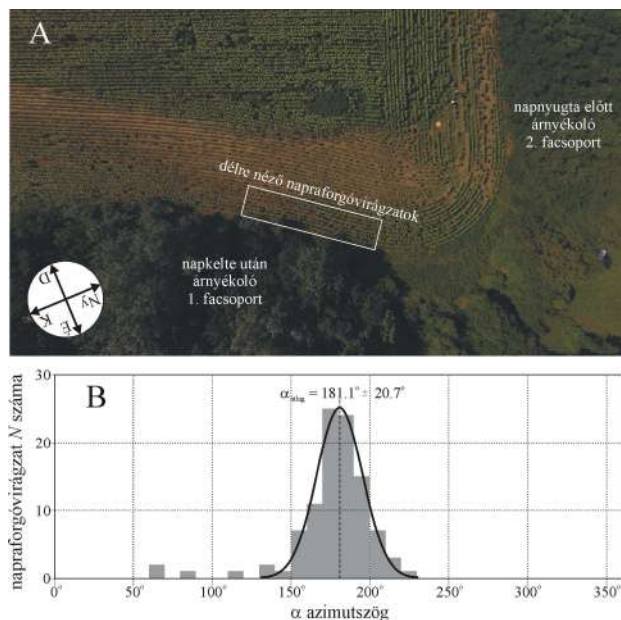 A
napnyugta előtt
árnyékoló
2. facsoport
délre néző napraforgóvirágzatok
napkelte után
árnyékoló
1. facsoport
D
Ny
K
É
B
α átlag = 181.1° ± 20.7°
napraforgóvirágzat N száma
30
20
10
0
0° 50° 100° 150° 200° 250° 300° 350°
α azimutszög